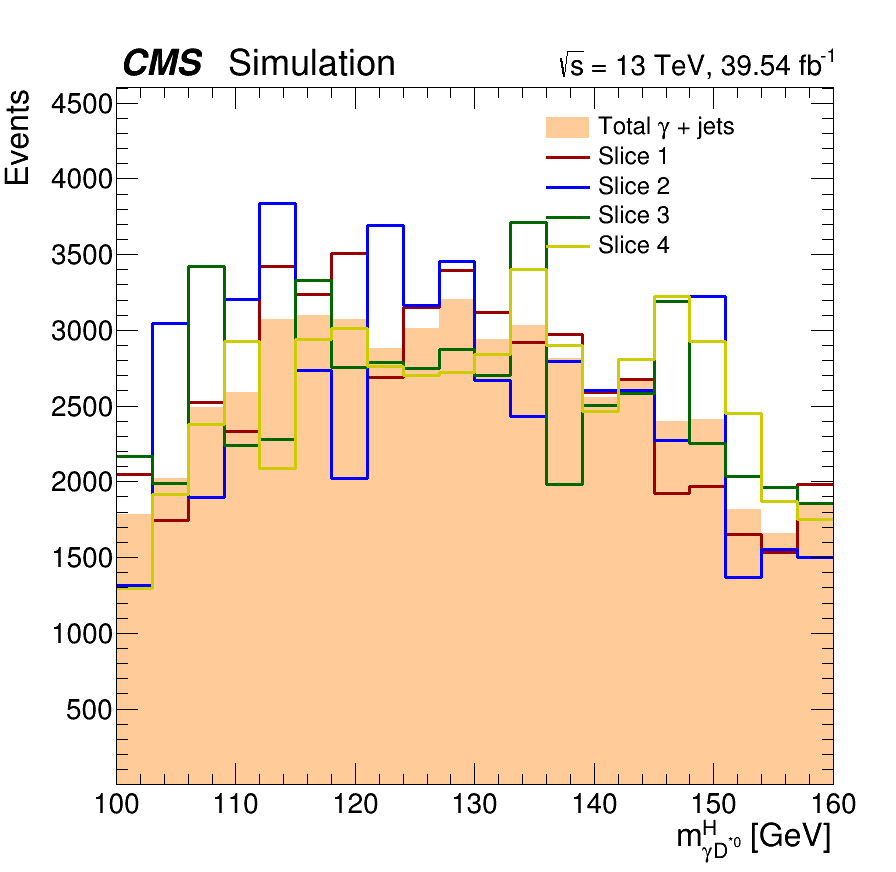 CMS Simulation √s = 13 TeV, 39.54 fb⁻¹
Events
4500
4000
3500
3000
2500
2000
1500
1000
500
Total γ + jets
Slice 1
Slice 2
Slice 3
Slice 4
100 110 120 130 140 150 160
m^H_γD*0 [GeV]